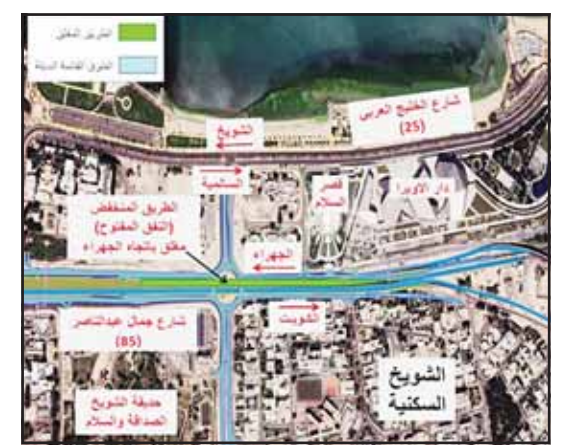 الطريق المغلق
الطرق القائمة البديلة
شارع الخليج العربي
(25)
الشويخ
السالمية
قصر
السلام
دار الأوبرا
الطريق المنخفض
(النفق المفتوح)
مغلق باتجاه الجهراء
الجهراء
الكويت
شارع جمال عبدالناصر
(85)
الشويخ
السكنية
حديقة الشويخ
الصداقة والسلام